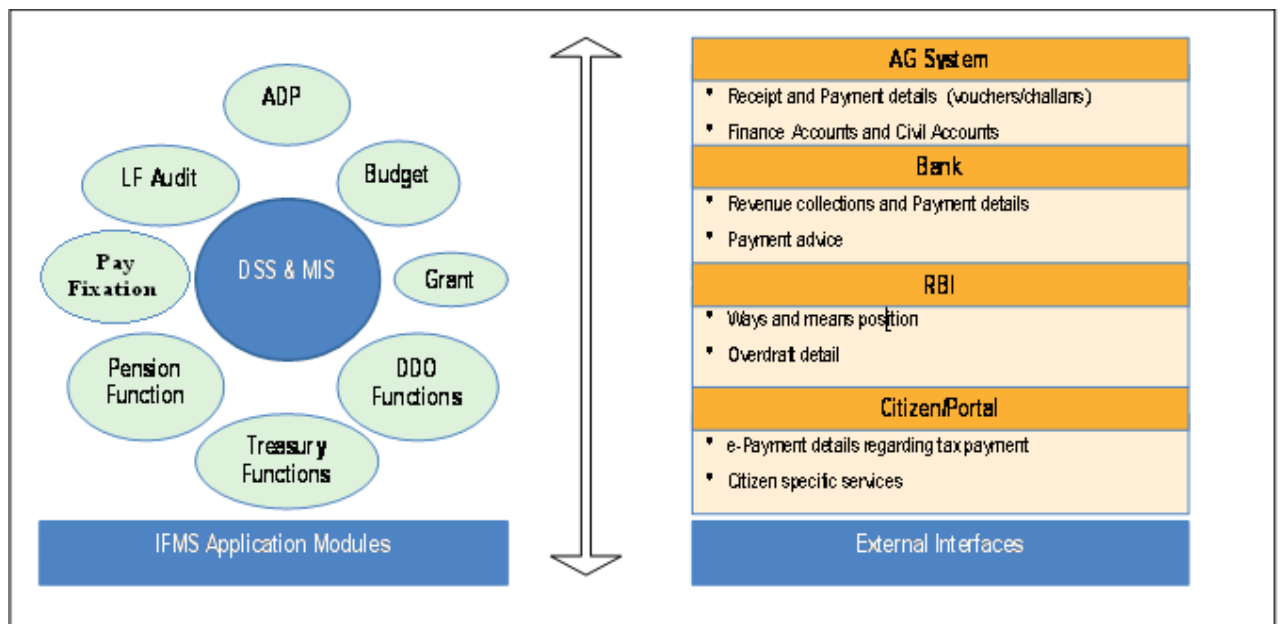 ADP
LF Audit
Budget
Pay
Fixation
DSS & MIS
Grant
Pension
Function
DDO
Functions
Treasury
Functions
IFMS Application Modules
AG System
• Receipt and Payment details (vouchers/challans)
• Finance Accounts and Civil Accounts
Bank
• Revenue collections and Payment details
• Payment advice
RBI
• Ways and means position
• Overdraft detail
Citizen/Portal
• e-Payment details regarding tax payment
• Citizen specific services
External Interfaces